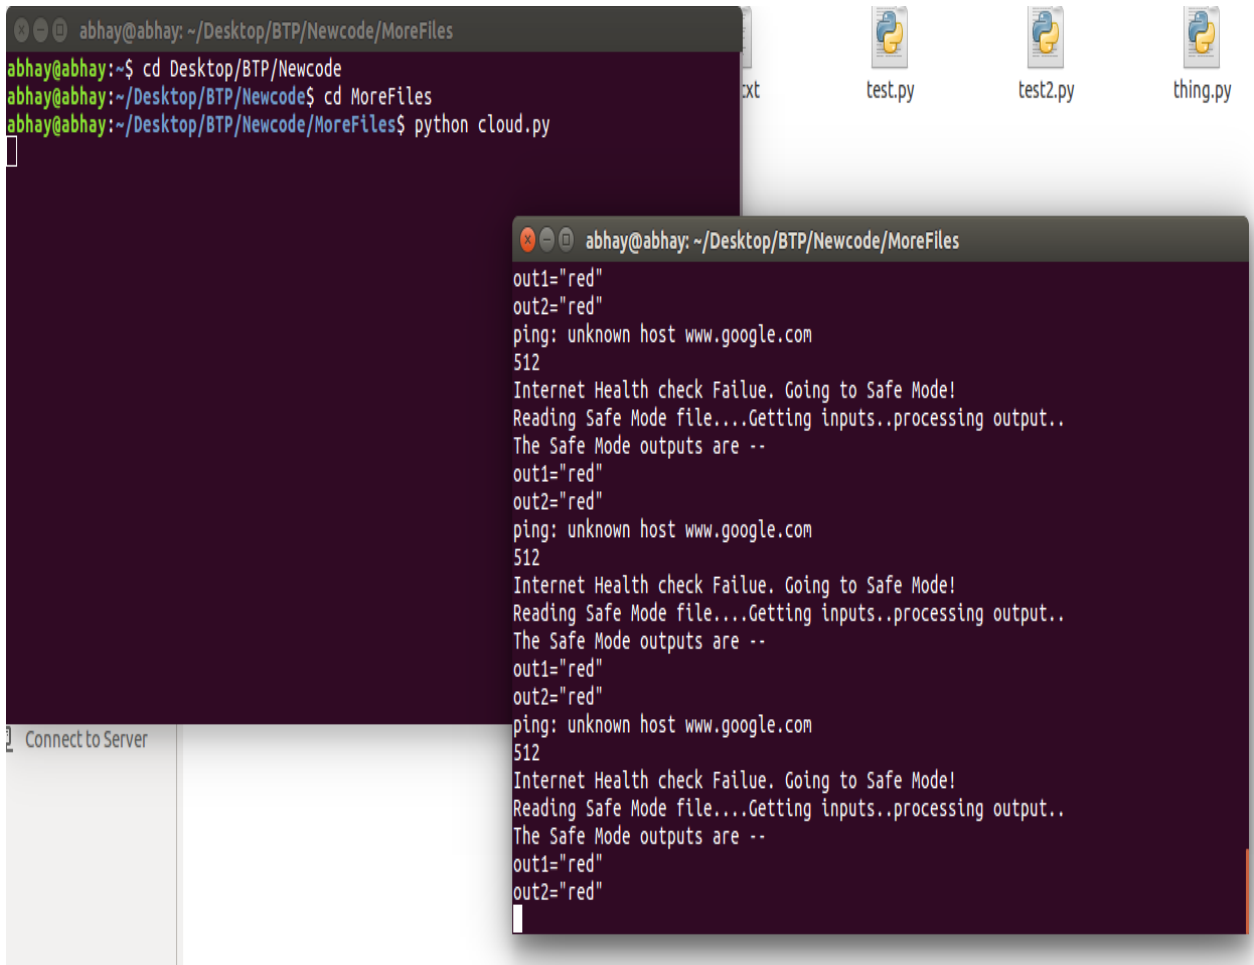 abhay@abhay: ~/Desktop/BTP/Newcode/MoreFiles
abhay@abhay:~$ cd Desktop/BTP/Newcode
abhay@abhay:~/Desktop/BTP/Newcode$ cd MoreFiles
abhay@abhay:~/Desktop/BTP/Newcode/MoreFiles$ python cloud.py
txt
test.py
test2.py
thing.py
abhay@abhay: ~/Desktop/BTP/Newcode/MoreFiles
out1="red"
out2="red"
ping: unknown host www.google.com
512
Internet Health check Failue. Going to Safe Mode!
Reading Safe Mode file....Getting inputs..processing output..
The Safe Mode outputs are --
out1="red"
out2="red"
ping: unknown host www.google.com
512
Internet Health check Failue. Going to Safe Mode!
Reading Safe Mode file....Getting inputs..processing output..
The Safe Mode outputs are --
out1="red"
out2="red"
ping: unknown host www.google.com
512
Internet Health check Failue. Going to Safe Mode!
Reading Safe Mode file....Getting inputs..processing output..
The Safe Mode outputs are --
out1="red"
out2="red"
Connect to Server